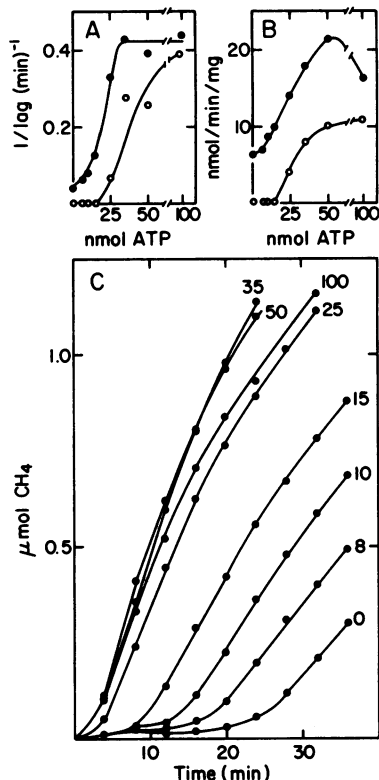 A
B
1/lag (min)⁻¹
0.4
0.2
25 50 100
nmol ATP
nmol/min/mg
20
10
0
25 50 100
nmol ATP
C
μmol CH₄
1.0
0.5
35
50
100
25
15
10
8
0
10 20 30
Time (min)